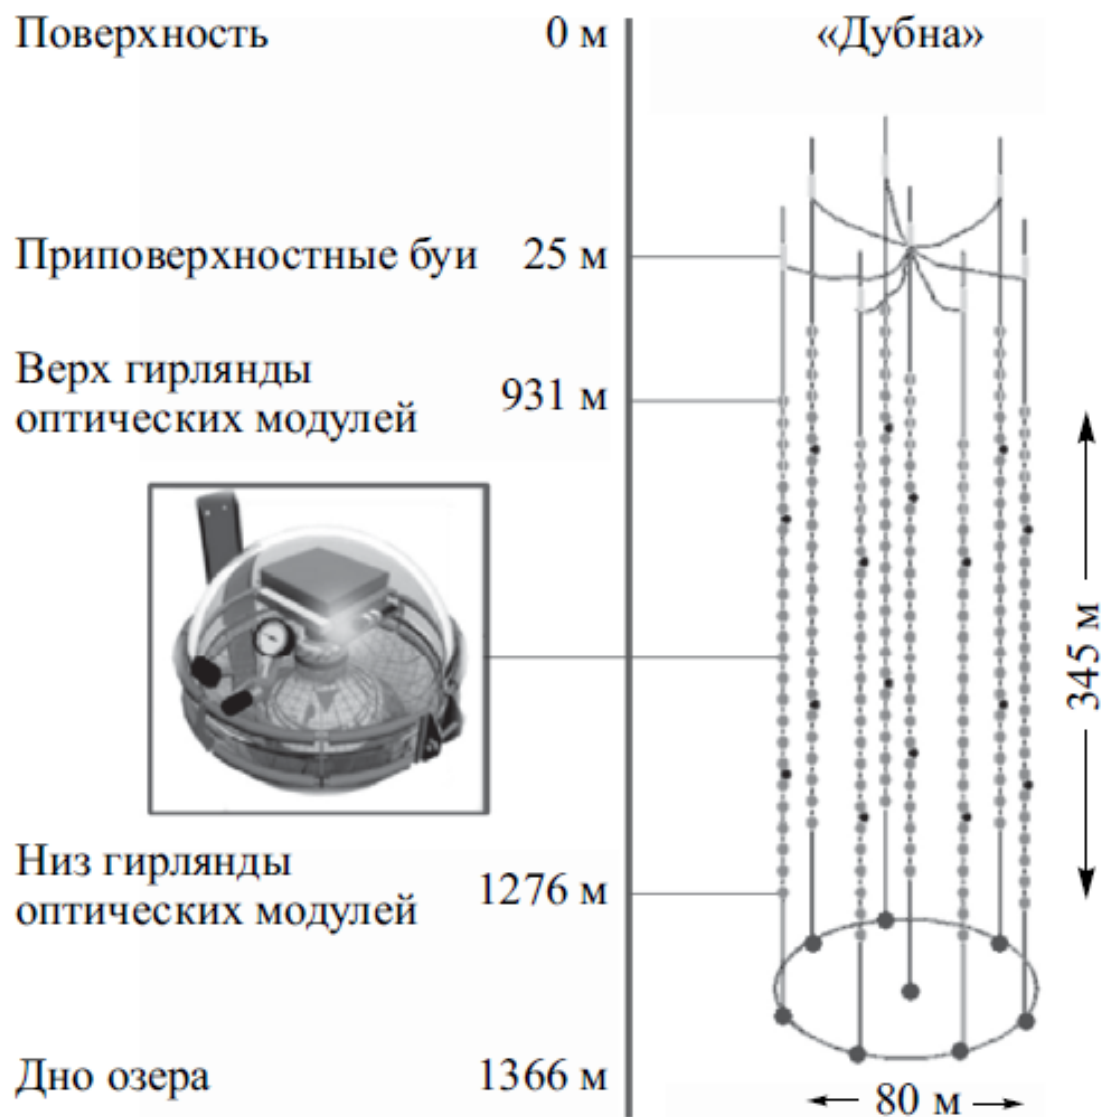 Поверхность 0 м
«Дубна»
Приповерхностные буи 25 м
Верх гирлянды
оптических модулей 931 м
345 м
Низ гирлянды
оптических модулей 1276 м
Дно озера 1366 м
80 м